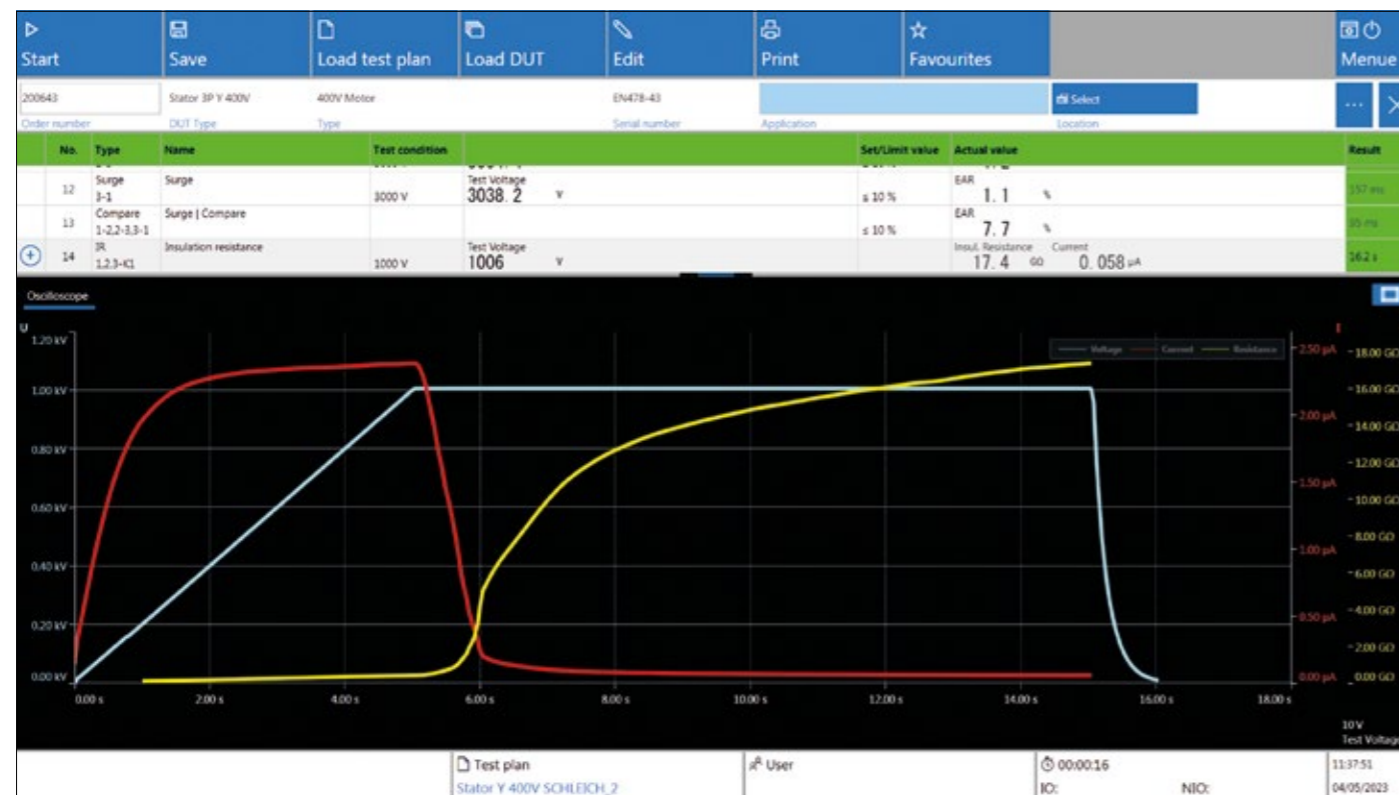 Start Save Load test plan Load DUT Edit Print Favourites Menue
200643 Stator 3P Y 400V 400V Motor EN478-43 Select ...
Order number DUT Type Type Serial number Application Location
No. Type Name Test condition Set/Limit value Actual value Result
12 Surge 3-1 Surge 3000 V Test Voltage 3038.2 V ≤ 10 % EAR 1.1 % 157 ms
13 Compare 1-2,2-3,3-1 Surge | Compare ≤ 10 % EAR 7.7 % 95 ms
14 IR 1,2,3-K1 Insulation resistance 1000 V Test Voltage 1006 V Insul. Resistance 17.4 GΩ Current 0.058 µA 16.2 s
Oscilloscope
U I
Voltage Current Resistance
1.20 kV
1.00 kV
0.80 kV
0.60 kV
0.40 kV
0.20 kV
0.00 kV
2.50 µA
2.00 µA
1.50 µA
1.00 µA
0.50 µA
0.00 µA
18.00 GΩ
16.00 GΩ
14.00 GΩ
12.00 GΩ
10.00 GΩ
8.00 GΩ
6.00 GΩ
4.00 GΩ
2.00 GΩ
0.00 GΩ
0.00 s 2.00 s 4.00 s 6.00 s 8.00 s 10.00 s 12.00 s 14.00 s 16.00 s 18.00 s
10 V
Test Voltage
Test plan User 00:00:16 11:37:51
Stator Y 400V SCHLEICH_2 IO: NIO: 04/05/2023